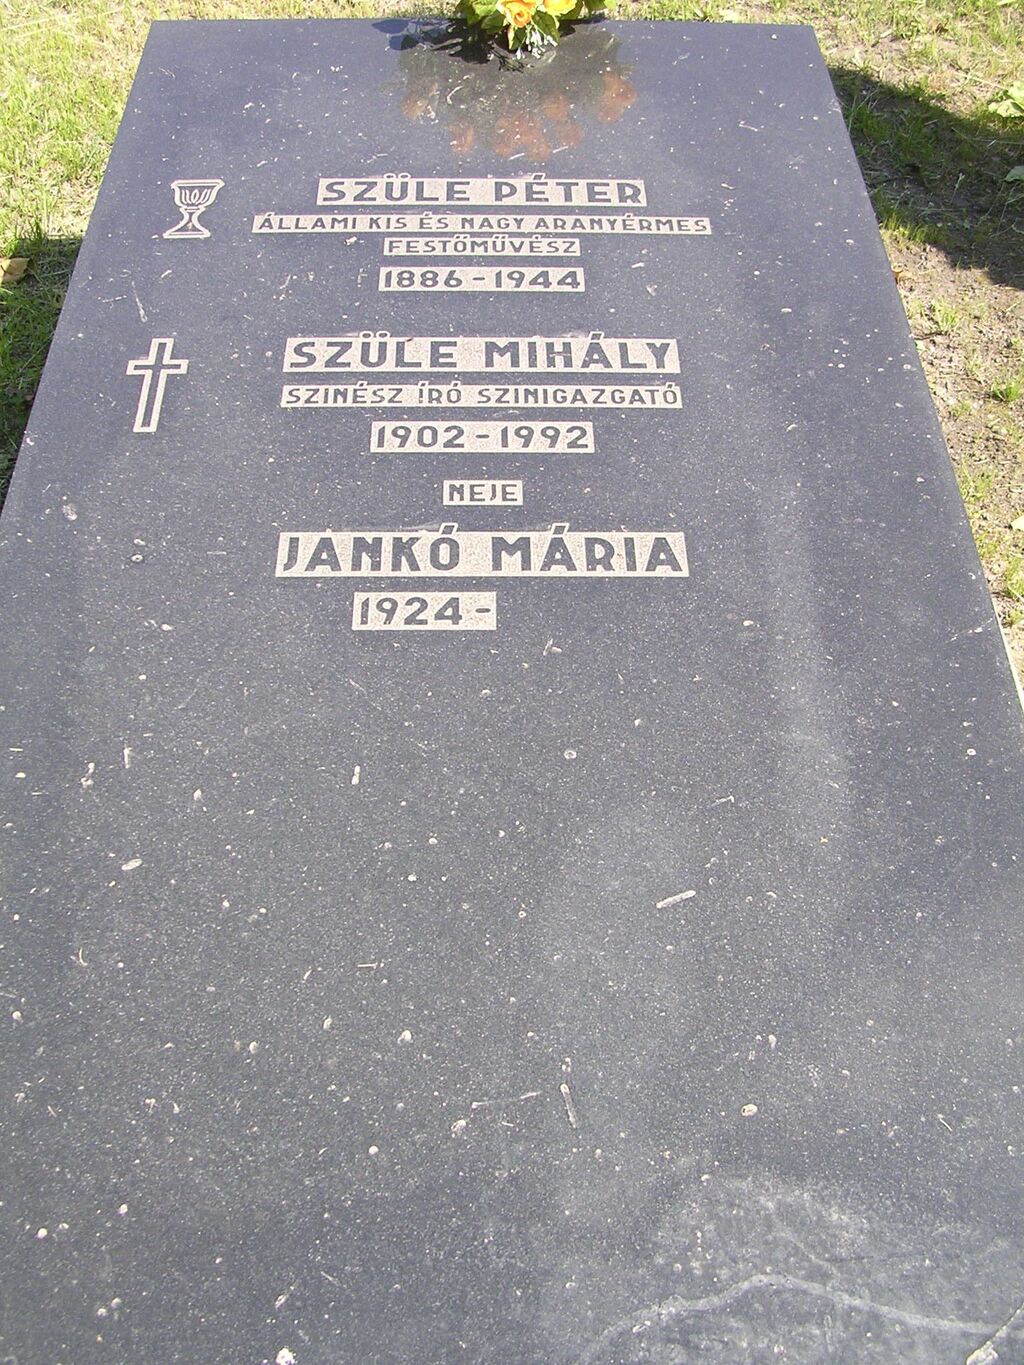 SZÜLE PÉTER
ÁLLAMI KIS ÉS NAGY ARANYÉRMES
FESTŐMŰVÉSZ
1886-1944
SZÜLE MIHÁLY
SZINÉSZ ÍRÓ SZINIGAZGATÓ
1902-1992
NEJE
JANKÓ MÁRIA
1924-